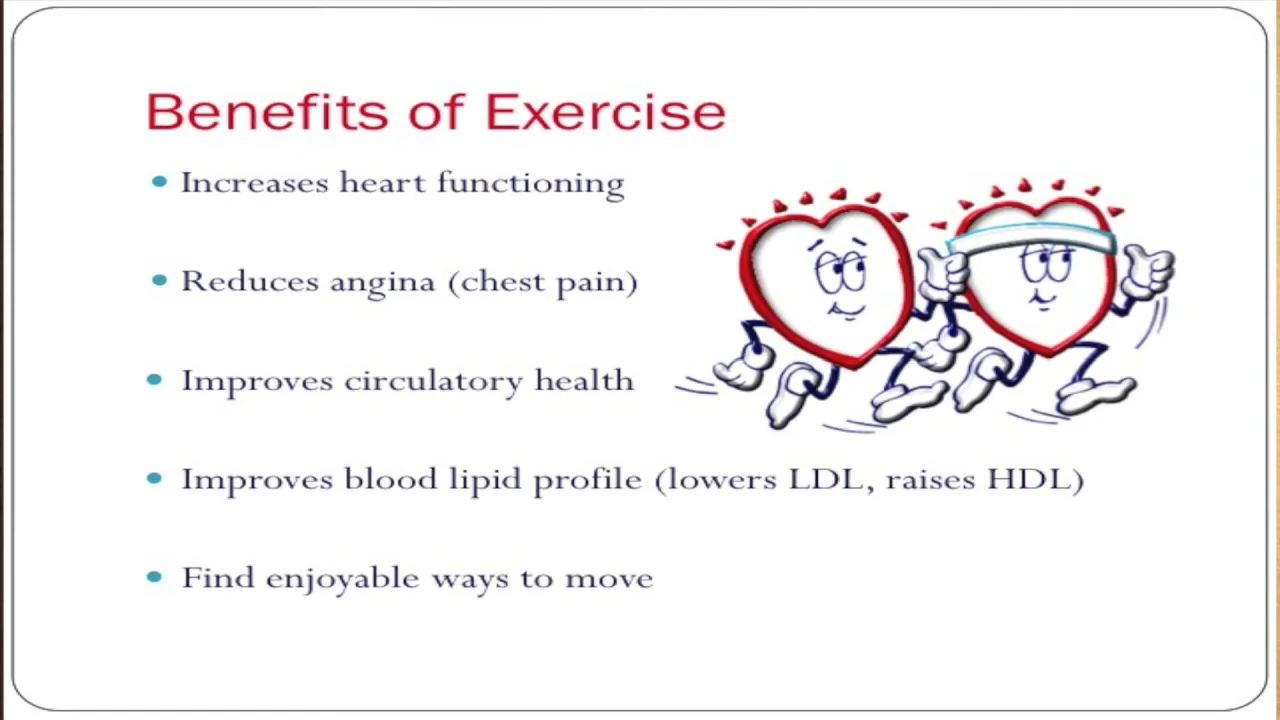 Benefits of Exercise
• Increases heart functioning
• Reduces angina (chest pain)
• Improves circulatory health
• Improves blood lipid profile (lowers LDL, raises HDL)
• Find enjoyable ways to move